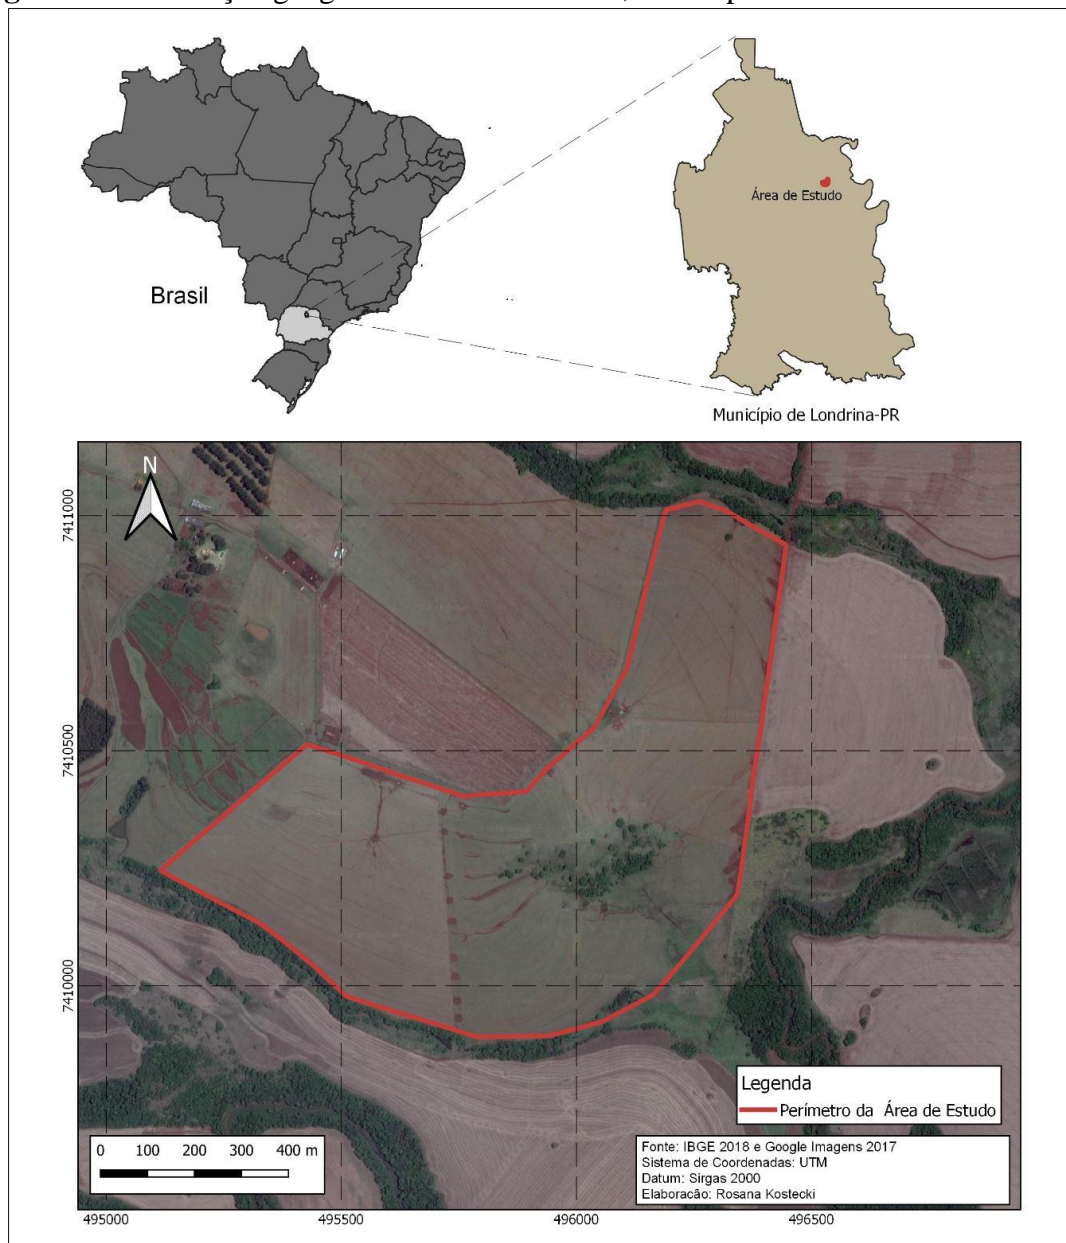 Brasil
Área de Estudo
Município de Londrina-PR
N
7411000
7410500
7410000
Legenda
Perímetro da Área de Estudo
0 100 200 300 400 m
Fonte: IBGE 2018 e Google Imagens 2017
Sistema de Coordenadas: UTM
Datum: Sirgas 2000
Elaboracão: Rosana Kostecki
495000 495500 496000 496500